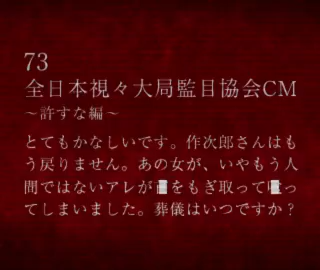 73
全日本視々大局監目協会CM
～許すな編～
とてもかなしいです。作次郎さんはも
う戻りません。あの女が、いやもう人
間ではないアレが をもぎ取って っ
てしまいました。葬儀はいつですか？